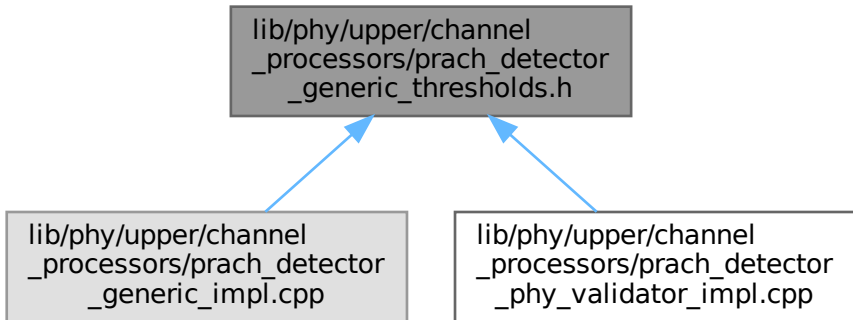 lib/phy/upper/channel
_processors/prach_detector
_generic_thresholds.h
lib/phy/upper/channel
_processors/prach_detector
_generic_impl.cpp
lib/phy/upper/channel
_processors/prach_detector
_phy_validator_impl.cpp